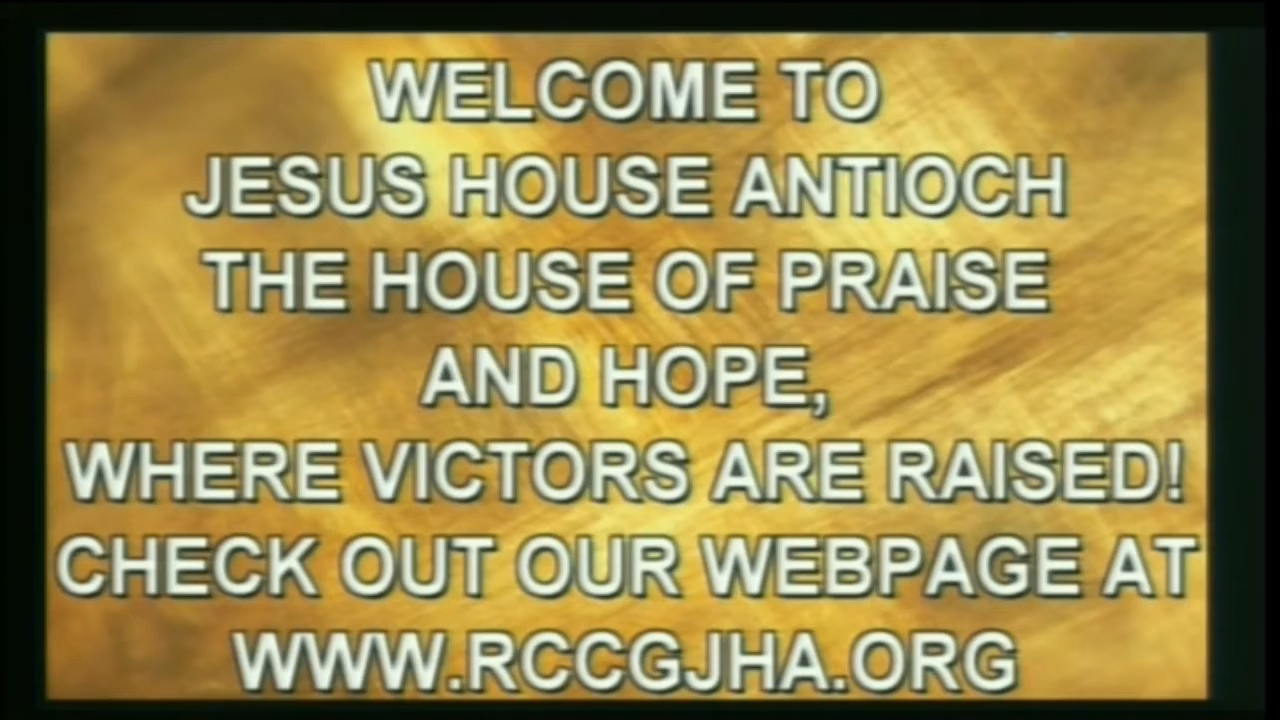 WELCOME TO
JESUS HOUSE ANTIOCH
THE HOUSE OF PRAISE
AND HOPE,
WHERE VICTORS ARE RAISED!
CHECK OUT OUR WEBPAGE AT
WWW.RCCGJHA.ORG